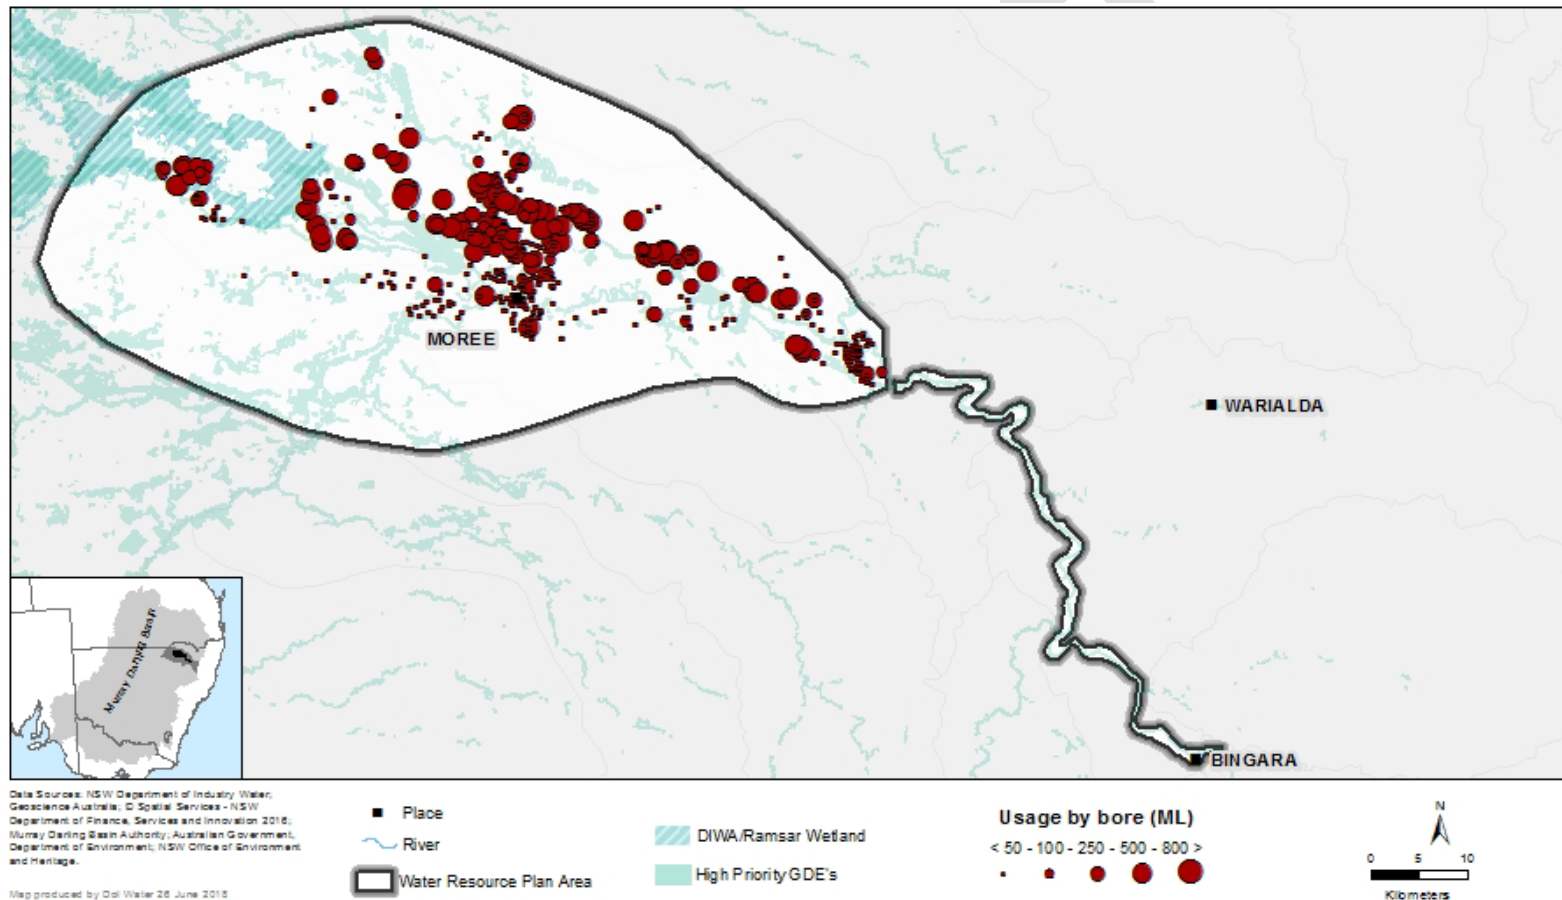 MOREE
WARIALDA
BINGARA
Murray Darling Basin
Data Sources: NSW Department of Industry Water;
Geoscience Australia; © Spatial Services - NSW
Department of Finance, Services and Innovation 2016;
Murray Darling Basin Authority; Australian Government,
Department of Environment; NSW Office of Environment
and Heritage.
Map produced by DoI Water 26 June 2018
Place
River
Water Resource Plan Area
DIWA/Ramsar Wetland
High Priority GDE's
Usage by bore (ML)
< 50 - 100 - 250 - 500 - 800 >
N
0 5 10
Kilometers